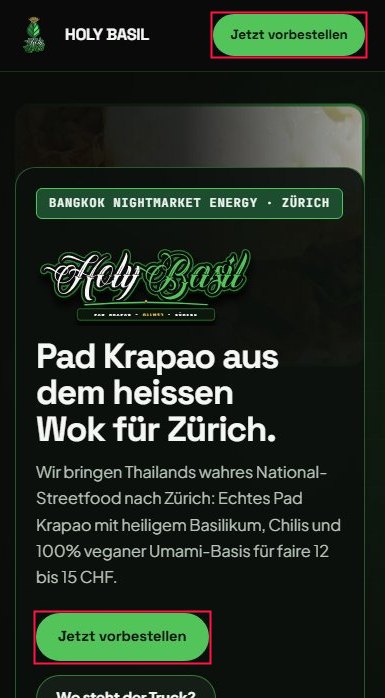 HOLY BASIL
Jetzt vorbestellen
BANGKOK NIGHTMARKET ENERGY · ZÜRICH
Holy Basil
Pad Krapao aus
dem heissen
Wok für Zürich.
Wir bringen Thailands wahres National-
Streetfood nach Zürich: Echtes Pad
Krapao mit heiligem Basilikum, Chilis und
100% veganer Umami-Basis für faire 12
bis 15 CHF.
Jetzt vorbestellen
Wo steht der Truck?